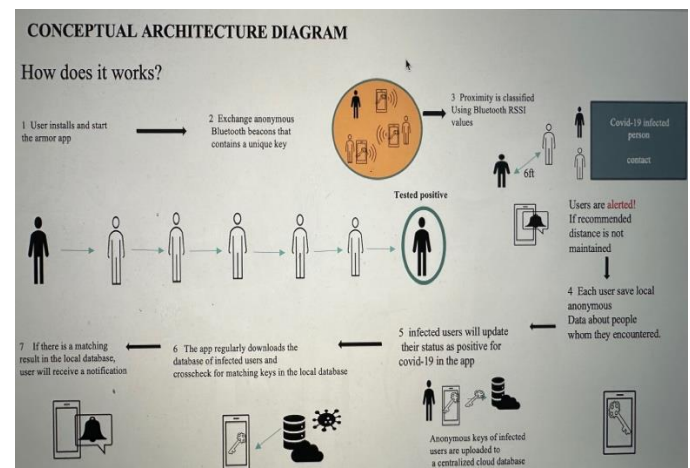 CONCEPTUAL ARCHITECTURE DIAGRAM
How does it works?
1 User installs and start
the armor app
2 Exchange anonymous
Bluetooth beacons that
contains a unique key
3 Proximity is classified
Using Bluetooth RSSI
values
Covid-19 infected
person
contact
6ft
Users are alerted!
If recommended
distance is not
maintained
Tested positive
4 Each user save local
anonymous
Data about people
whom they encountered.
5 infected users will update
their status as positive for
covid-19 in the app
Anonymous keys of infected
users are uploaded to
a centralized cloud database
6 The app regularly downloads the
database of infected users and
crosscheck for matching keys in the local database
7 If there is a matching
result in the local database,
user will receive a notification